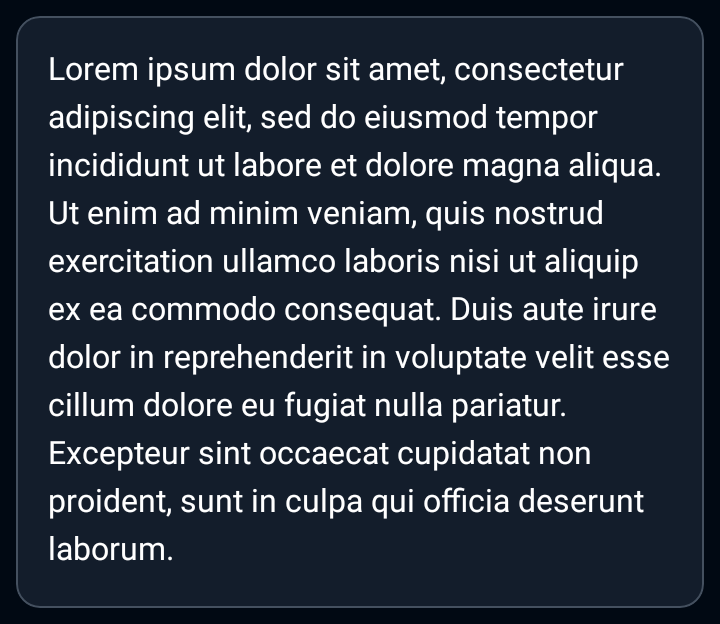 Lorem ipsum dolor sit amet, consectetur
adipiscing elit, sed do eiusmod tempor
incididunt ut labore et dolore magna aliqua.
Ut enim ad minim veniam, quis nostrud
exercitation ullamco laboris nisi ut aliquip
ex ea commodo consequat. Duis aute irure
dolor in reprehenderit in voluptate velit esse
cillum dolore eu fugiat nulla pariatur.
Excepteur sint occaecat cupidatat non
proident, sunt in culpa qui officia deserunt
laborum.